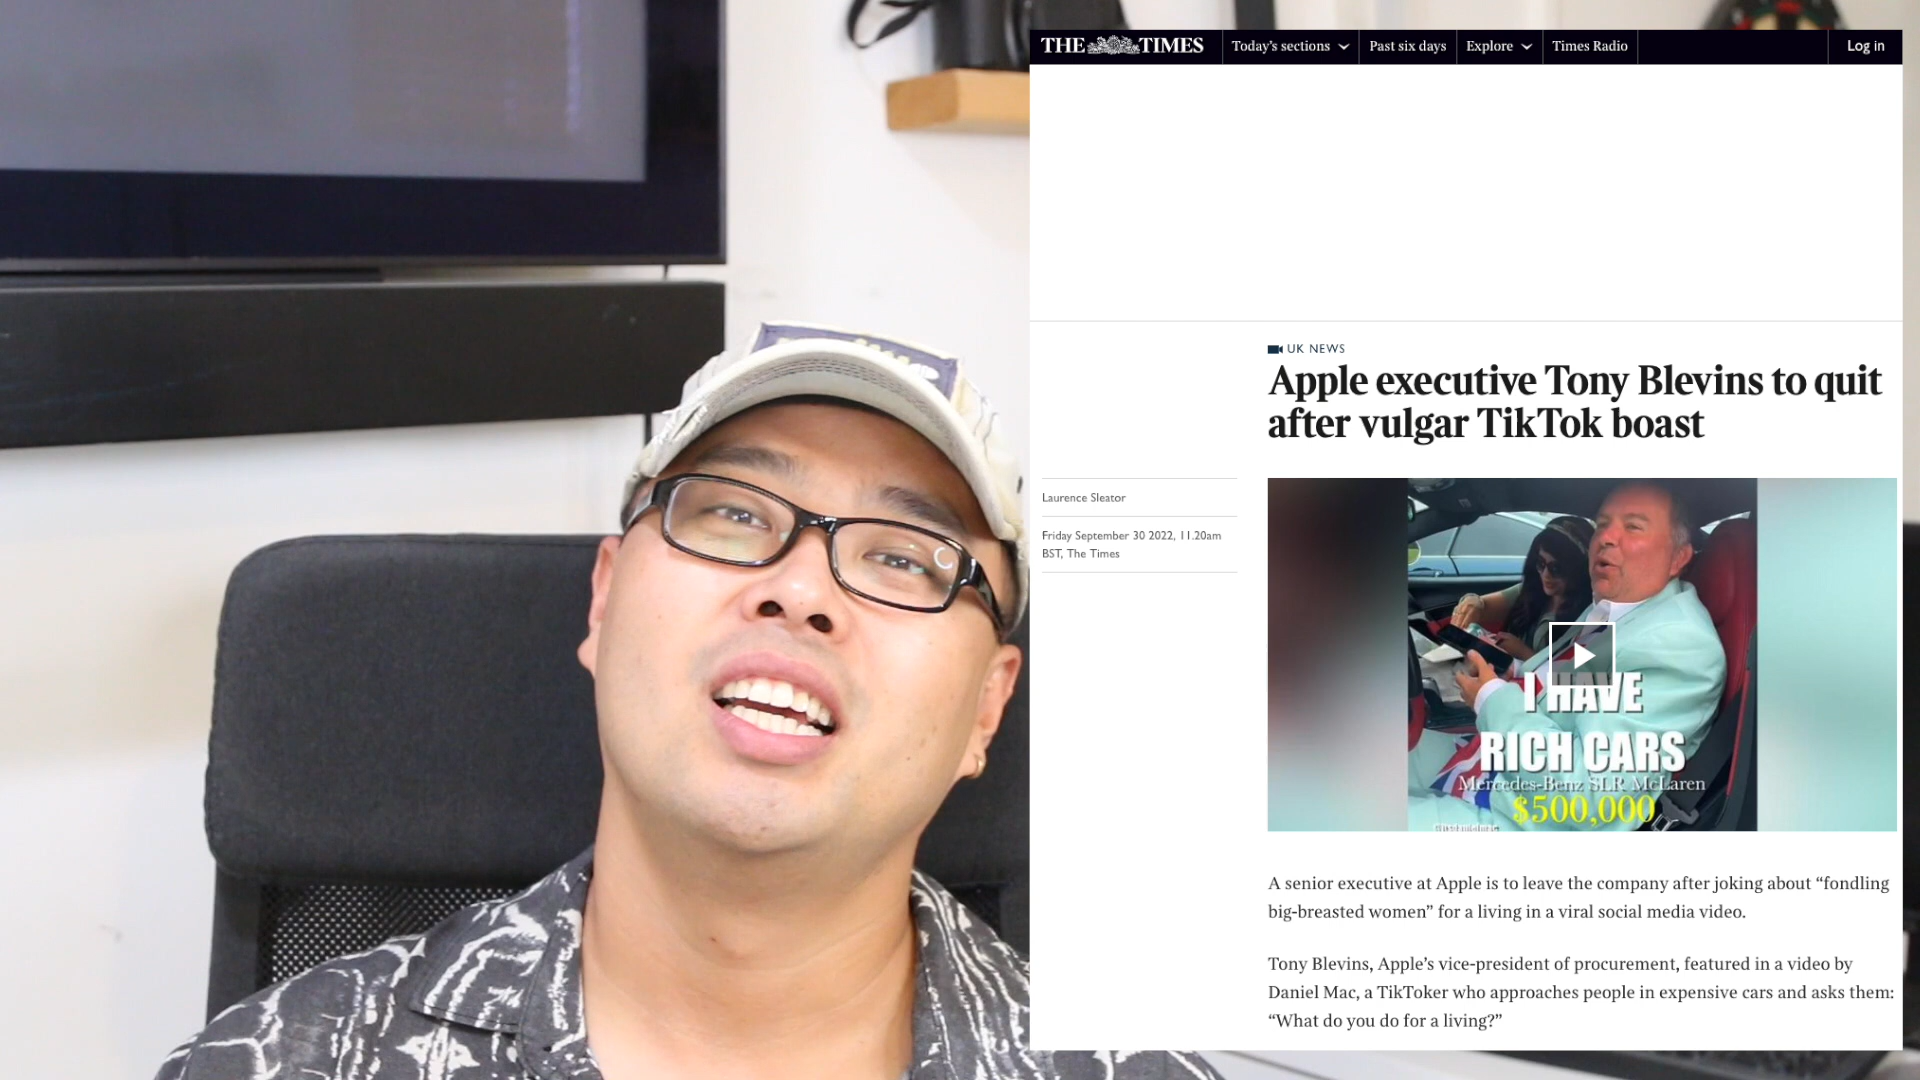 THE TIMES
Today's sections
Past six days
Explore
Times Radio
Log in
UK NEWS
Apple executive Tony Blevins to quit
after vulgar TikTok boast
Laurence Sleator
Friday September 30 2022, 11.20am
BST, The Times
I HAVE
RICH CARS
Mercedes-Benz SLR McLaren
$500,000
A senior executive at Apple is to leave the company after joking about “fondling
big-breasted women” for a living in a viral social media video.
Tony Blevins, Apple’s vice-president of procurement, featured in a video by
Daniel Mac, a TikToker who approaches people in expensive cars and asks them:
“What do you do for a living?”